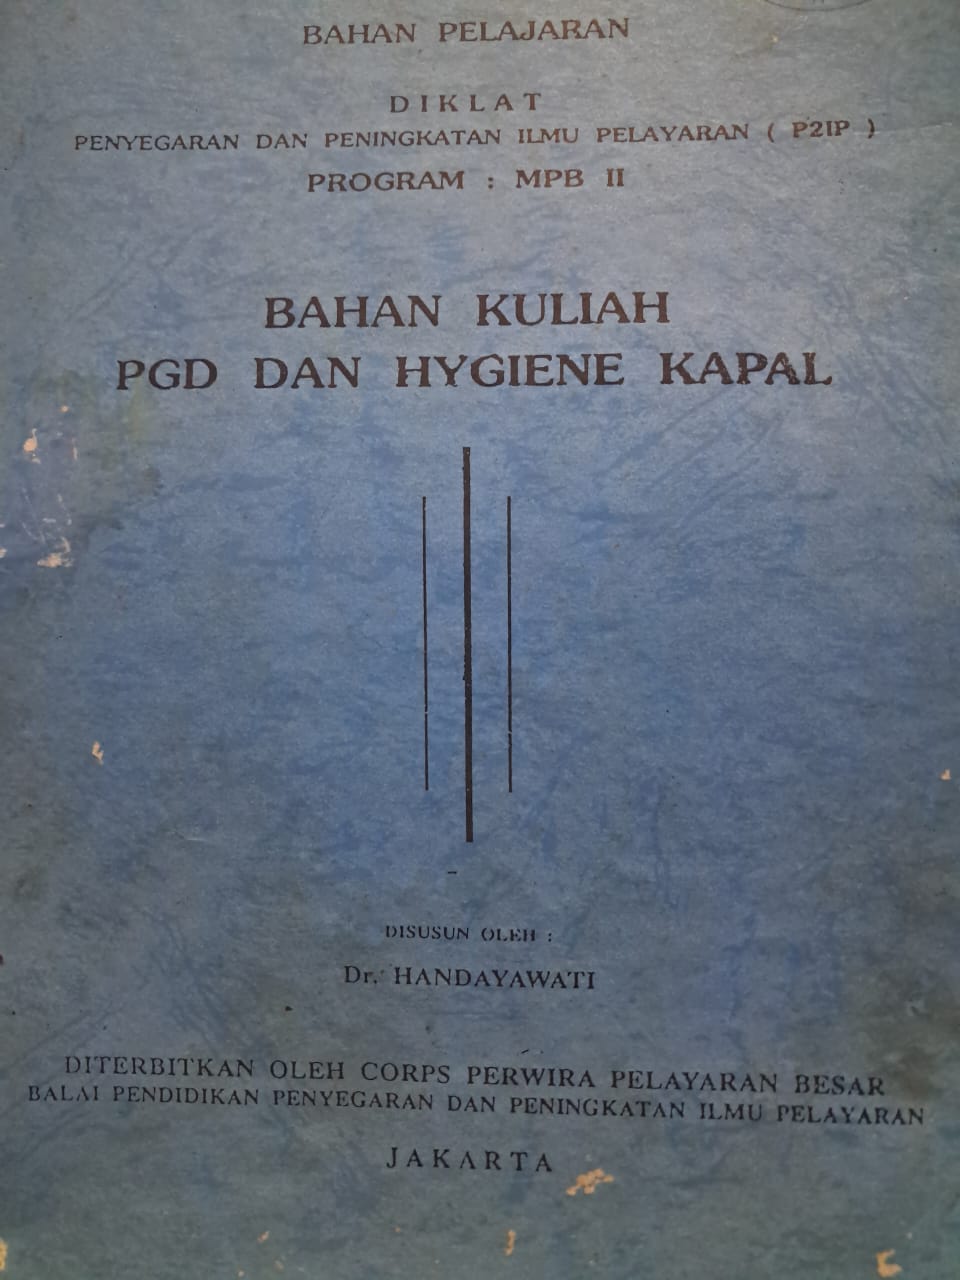 BAHAN PELAJARAN
DIKLAT
PENYEGARAN DAN PENINGKATAN ILMU PELAYARAN ( P2IP )
PROGRAM : MPB II
BAHAN KULIAH
PGD DAN HYGIENE KAPAL
DISUSUN OLEH :
Dr. HANDAYAWATI
DITERBITKAN OLEH CORPS PERWIRA PELAYARAN BESAR
BALAI PENDIDIKAN PENYEGARAN DAN PENINGKATAN ILMU PELAYARAN
JAKARTA